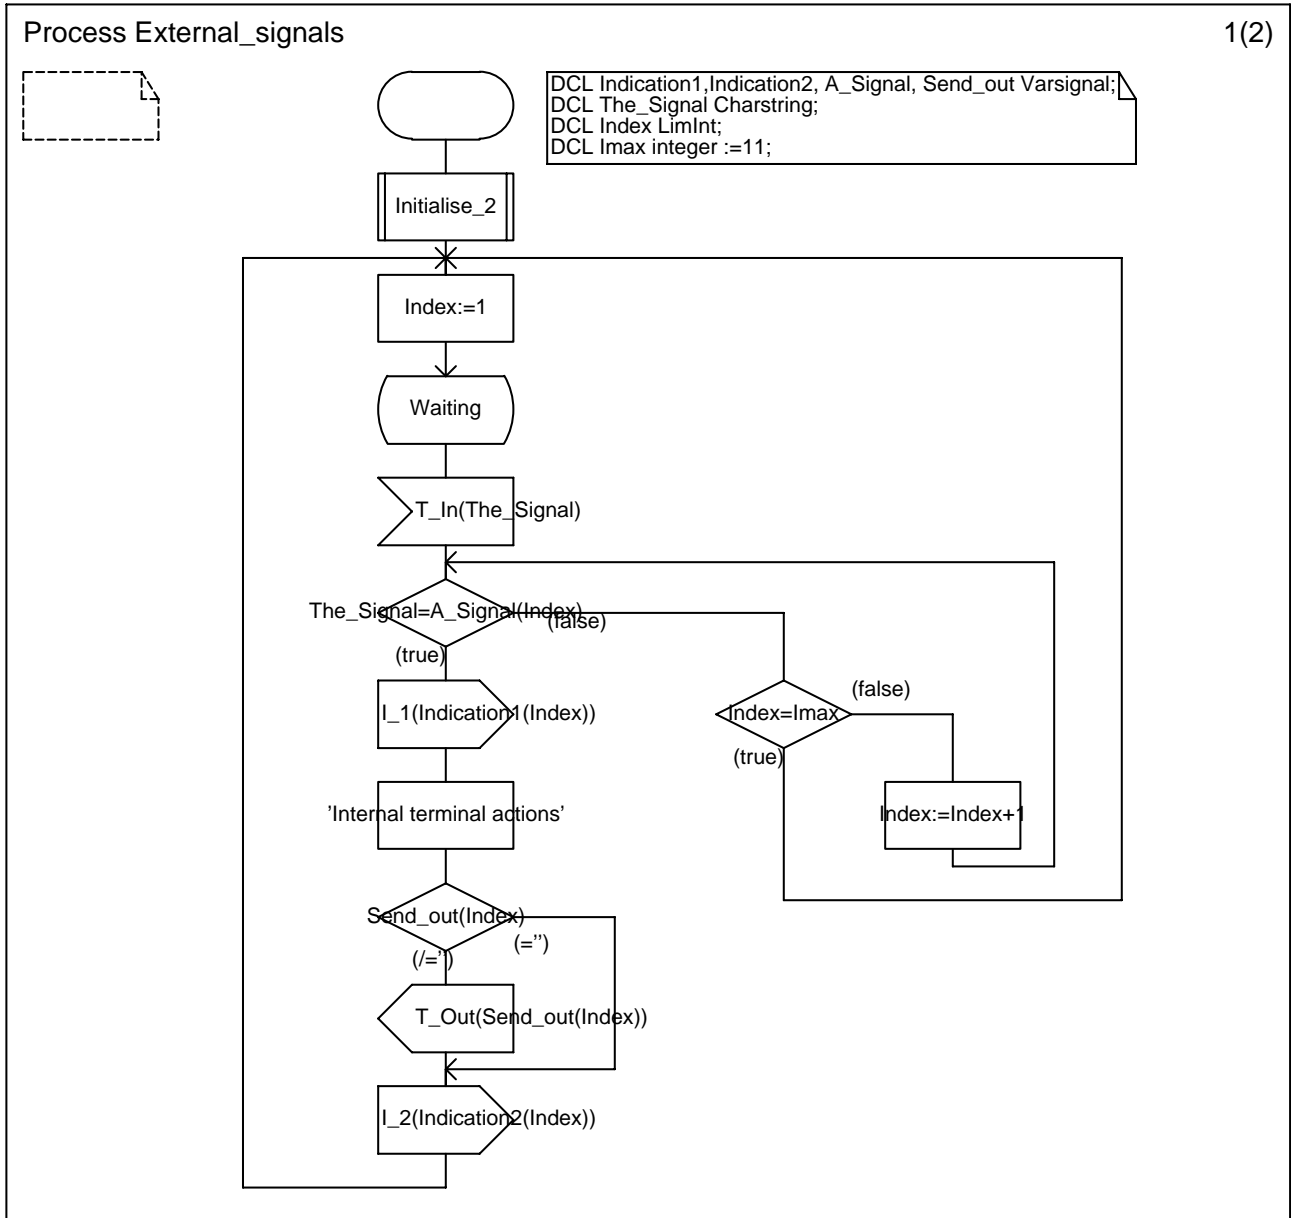 Process External_signals
1(2)
DCL Indication1,Indication2, A_Signal, Send_out Varsignal;
DCL The_Signal Charstring;
DCL Index LimInt;
DCL Imax integer :=11;
Initialise_2
Index:=1
Waiting
T_In(The_Signal)
The_Signal=A_Signal(Index)
(false)
(true)
I_1(Indication1(Index))
Index=Imax
(false)
(true)
'Internal terminal actions'
Index:=Index+1
Send_out(Index)
(='')
(/='')
T_Out(Send_out(Index))
I_2(Indication2(Index))